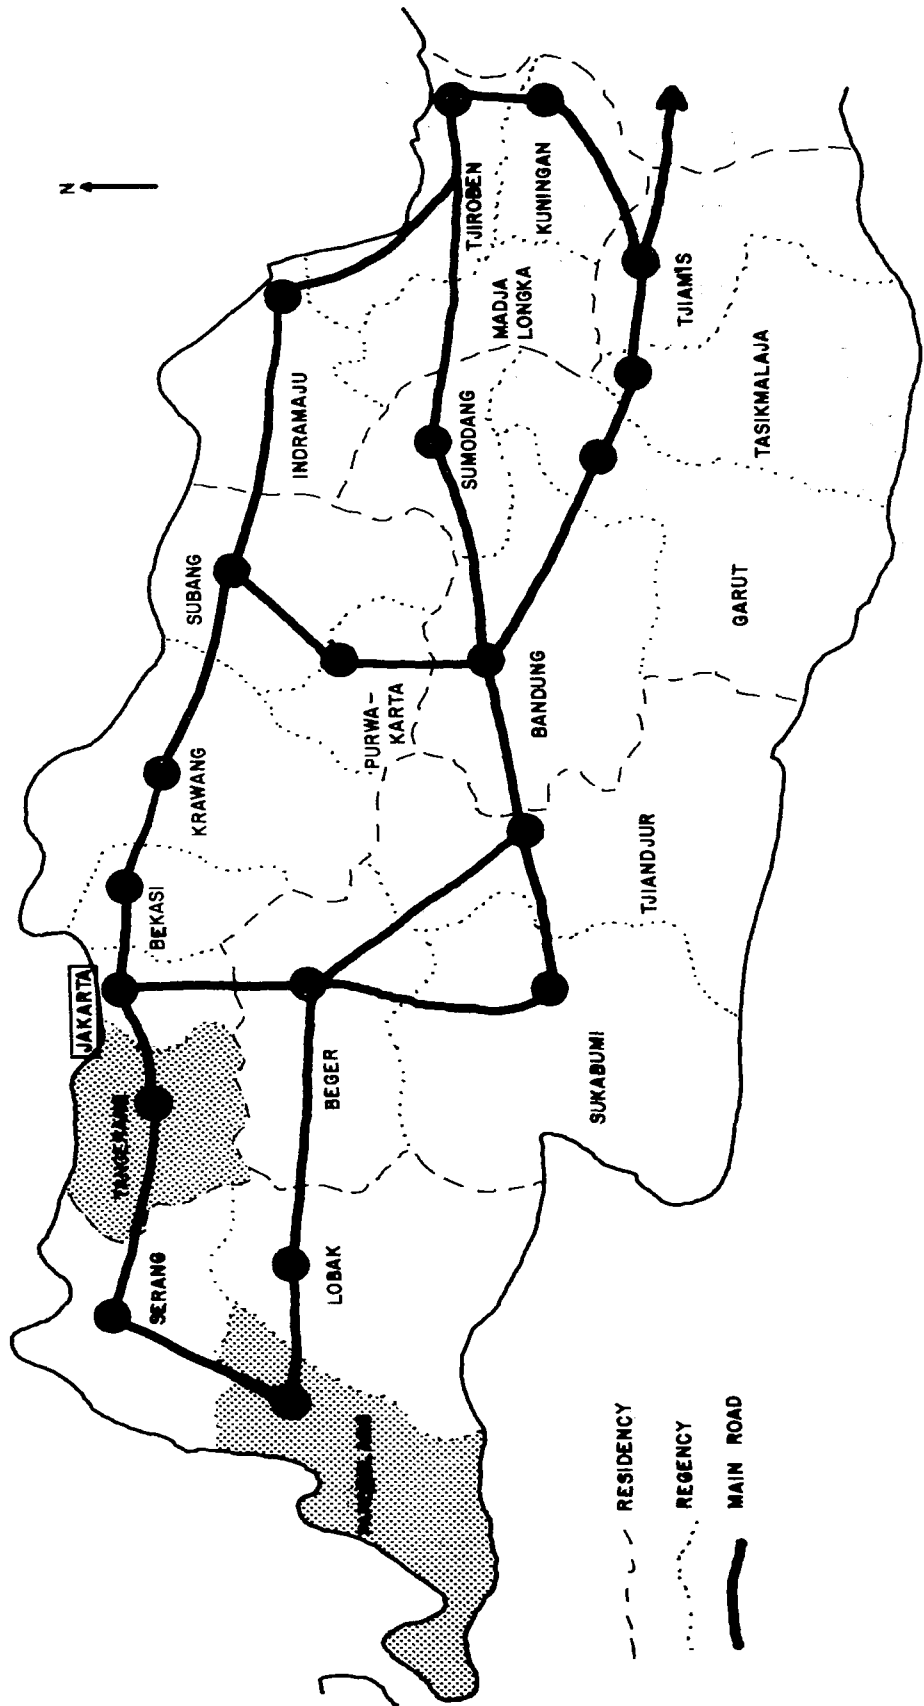 N
JAKARTA
TANGERANG
SERANG
BEKASI
KRAWANG
SUBANG
INDRAMAJU
TJIROBEN
KUNINGAN
MADJA
LONGKA
SUMODANG
TJIAMIS
TASIKMALAJA
PURWA-
KARTA
BANDUNG
GARUT
BEGER
TJIANDJUR
SUKABUMI
LOBAK
RESIDENCY
REGENCY
MAIN ROAD